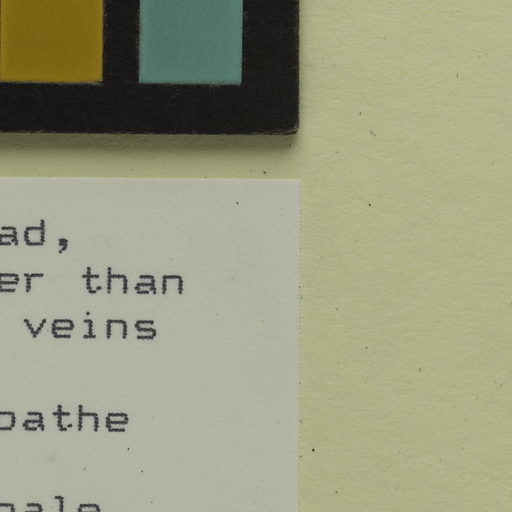 ad,
er than
veins
bathe